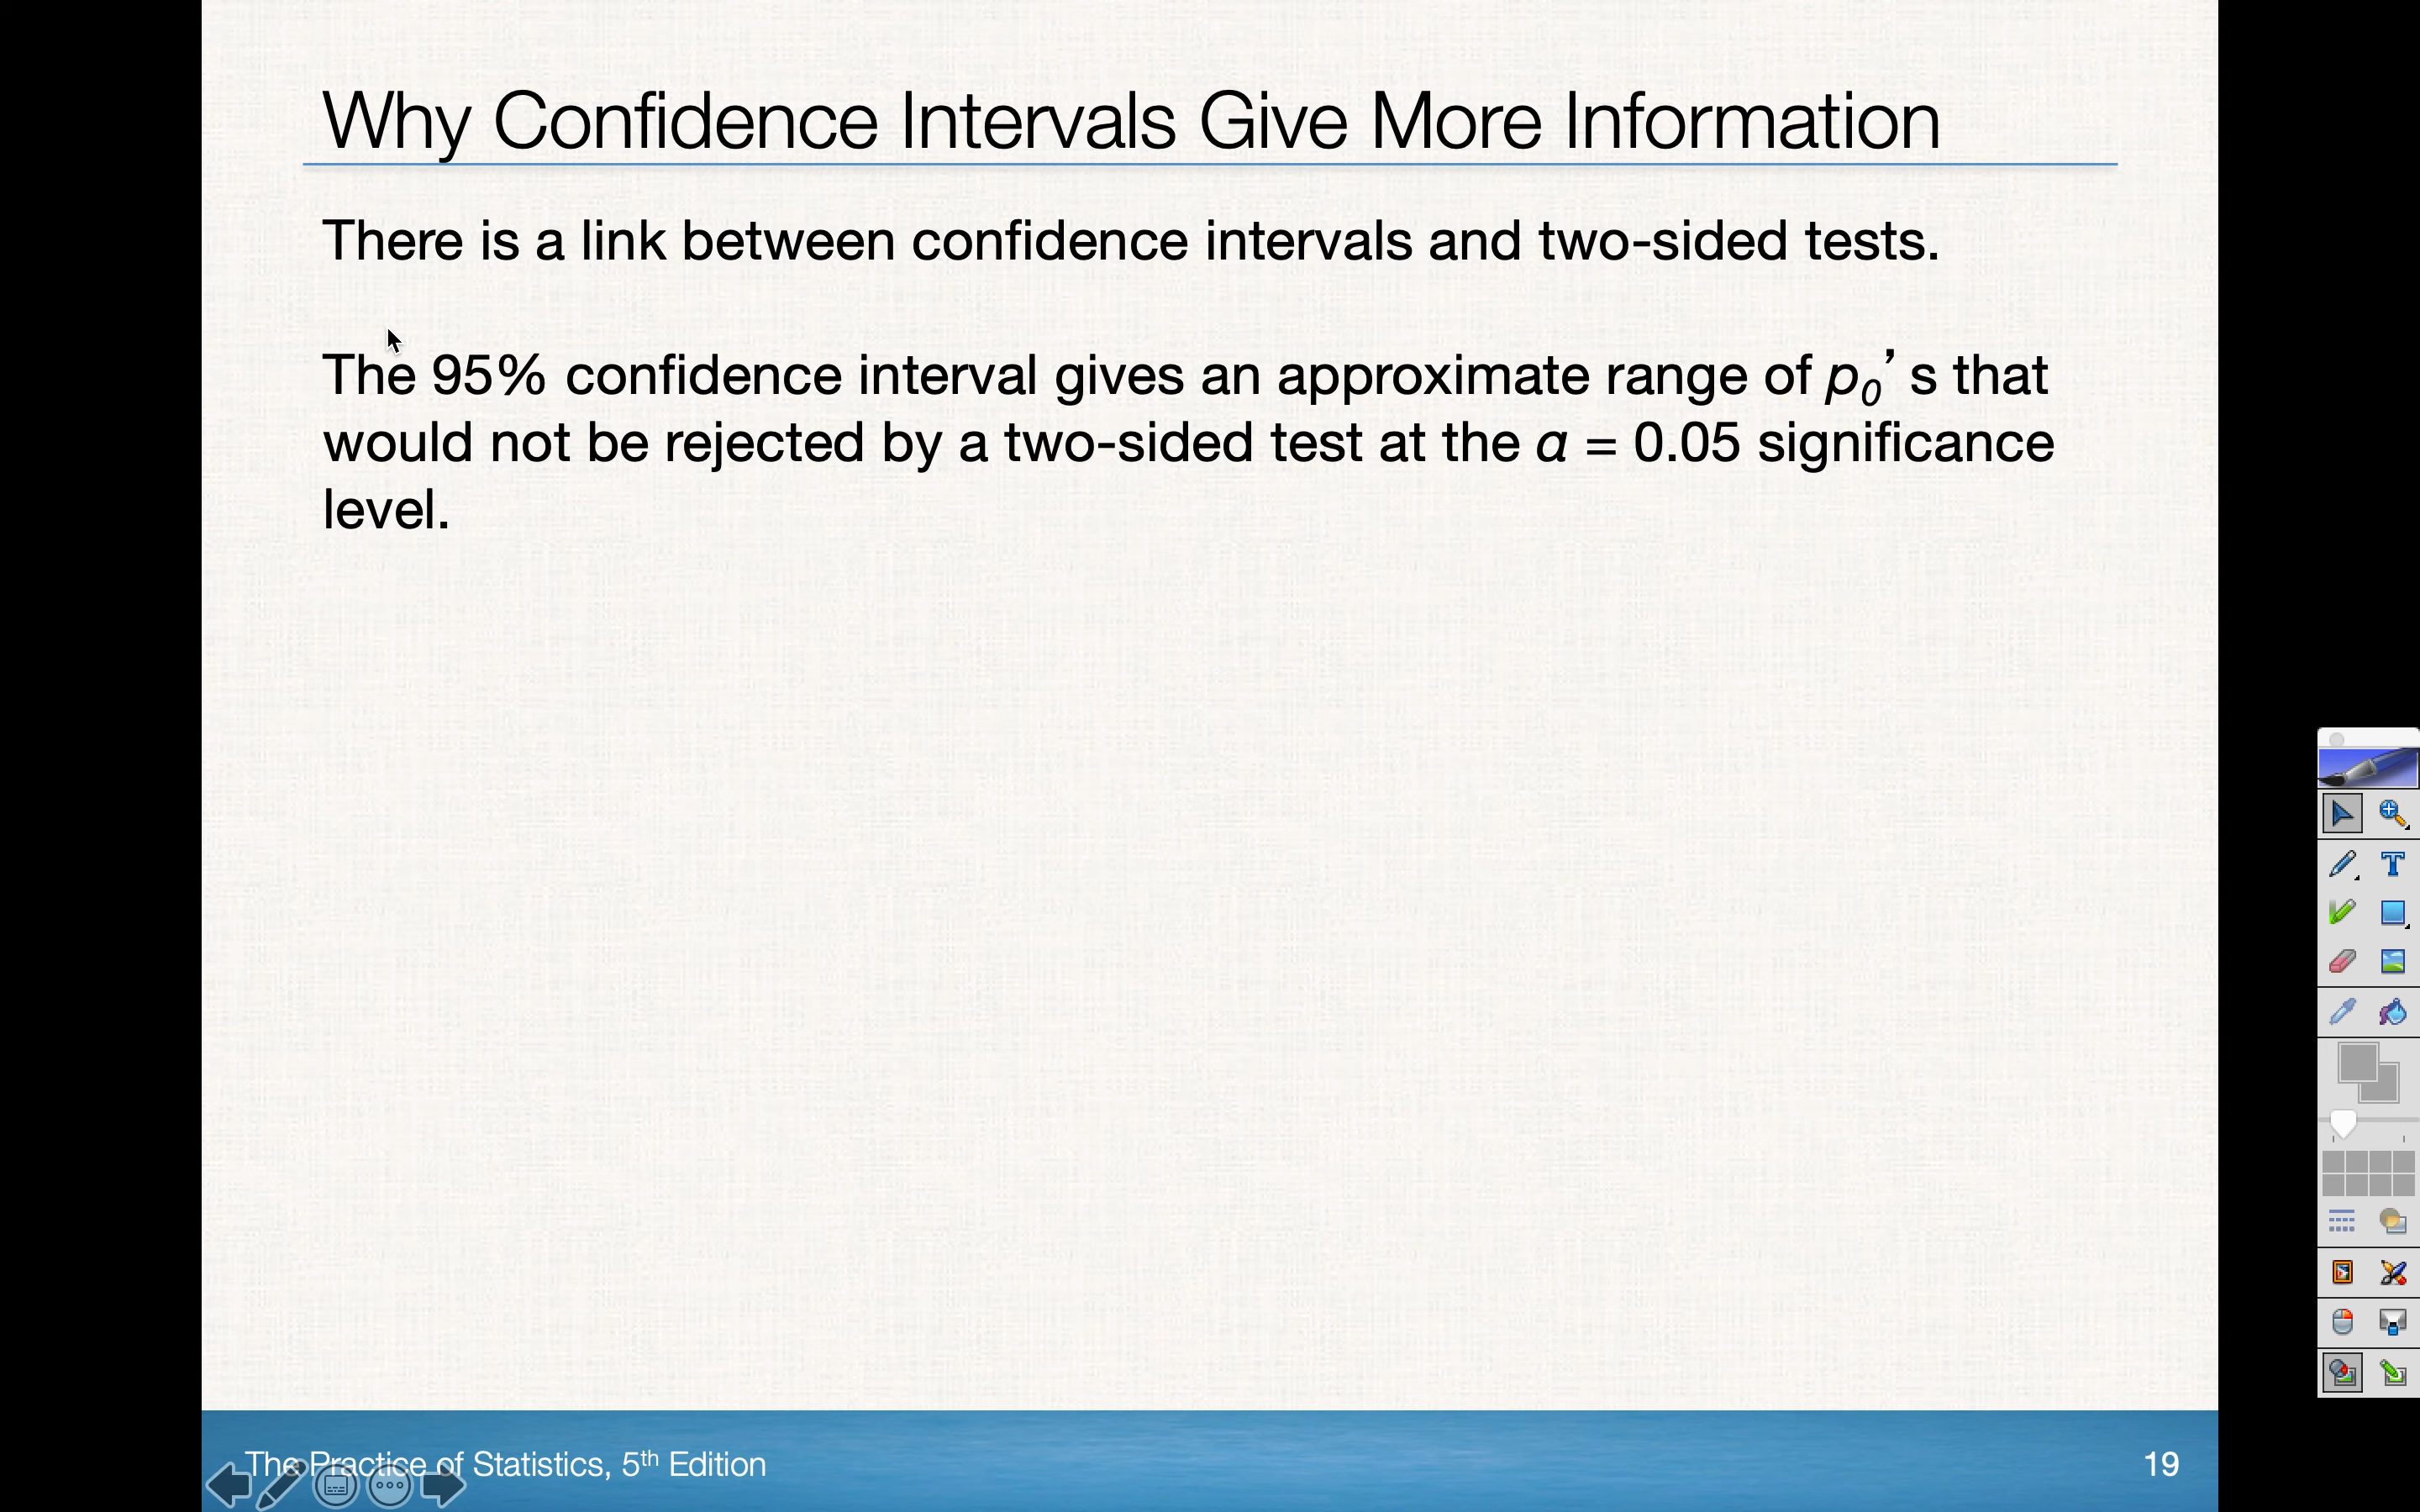 Why Confidence Intervals Give More Information
There is a link between confidence intervals and two-sided tests.
The 95% confidence interval gives an approximate range of p₀’ s that
would not be rejected by a two-sided test at the α = 0.05 significance
level.
The Practice of Statistics, 5th Edition
19